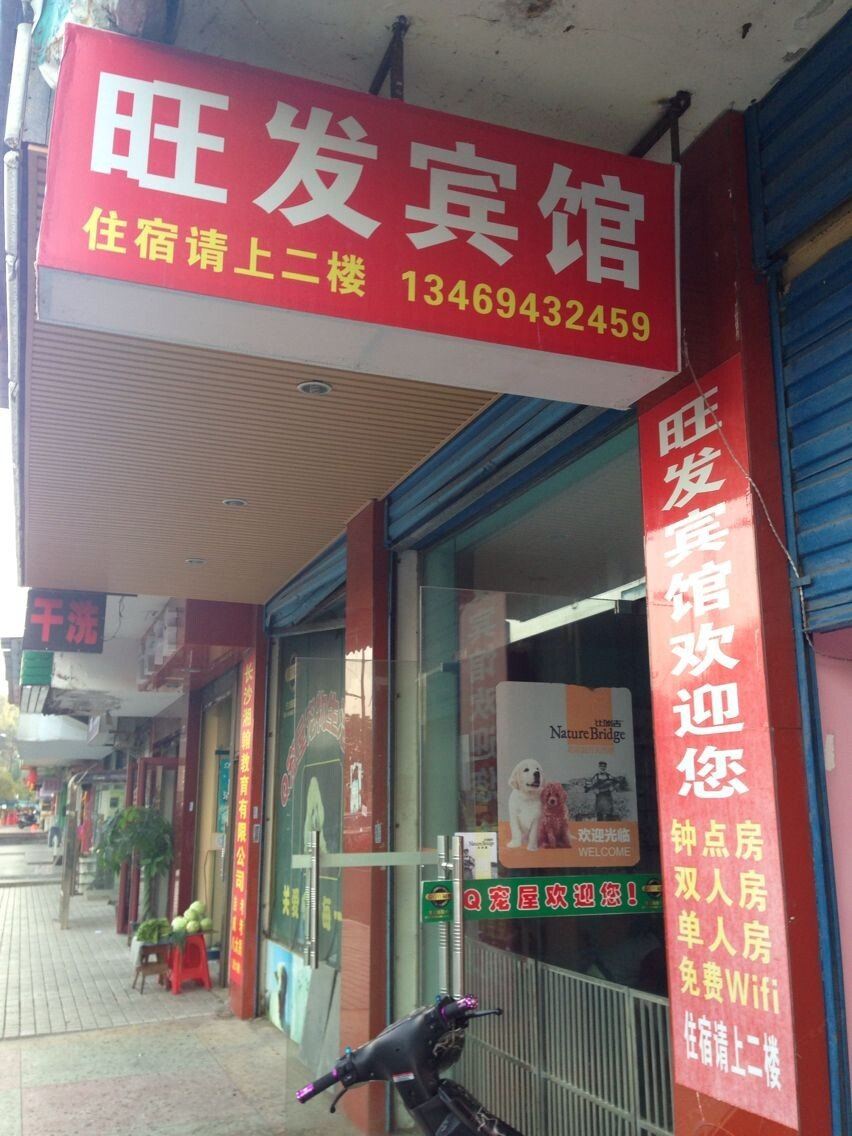 旺发宾馆
住宿请上二楼 13469432459
旺发宾馆欢迎您
钟点房
双人房
单人房
免费Wifi
住宿请上二楼
干洗
长沙湘翰教育有限公司
比瑞吉
NatureBridge
欢迎光临
WELCOME
Q宠屋欢迎您!
关爱